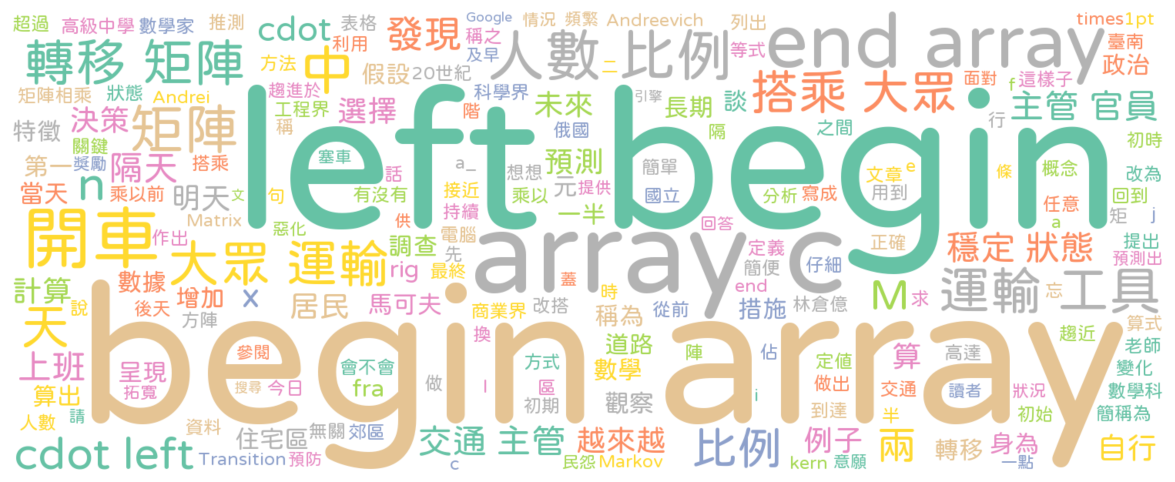 超過 高級中學 數學家 推測 cdot 表格 利用 發現 Google 稱之 及早 情況 頻繁 Andreevich 列出 等式 end array times 1pt 臺南 政治
轉移 矩陣 方法 中 假設 20世紀 人數 比例 二 搭乘 大眾 面對 這樣子
矩陣相乘 狀態 Andrei 趨進於 工程界 選擇 科學界 階 未來 俄國 引擎 長期 談 隔 之間 f 行 主管 官員
特徵 決策 關鍵 獎勵 矩陣 稱 left begin 初時
第一 隔天 搭乘 話 塞車 想想 a_ 預測 簡單 文章 e 條 概念 改為
當天 n 乘以前 明天 文 句 有沒有 接近 乘以 元 提供 一半 國立 分析 寫成 用到 任意 回到 a 矩 j
開車 Matrix 惡化 供 持續 array c 回答 正確 穩定 狀態 提出 預測出
作出 大眾 運輸 調查 電腦 先 rig 最終 定義 簡便 仔細 end
計算 數據 增加 x 居民 馬可夫 蓋 時 改搭 措施 林倉億 M 求 運輸 工具 忘
天 說 後天 方陣 商業界 稱為 從前 趨近 算式
上班 呈現 參閱 begin array 換 道路 陣 佔 定值 算 高達 老師 變化
算出 拓寬 搜尋 今日 會不會 fra 做 l 方式 區 數學 i 做出 交通 讀者 狀況 數學科
人數 請 資料 住宅區 無關 郊區 初期 觀察 到達 半 初始 簡稱為
cdot left Transition 預防 交通 主管 c 越來越 民怨 Markov 比例 kern 例子 意願 兩 轉移 身為 一點 自行